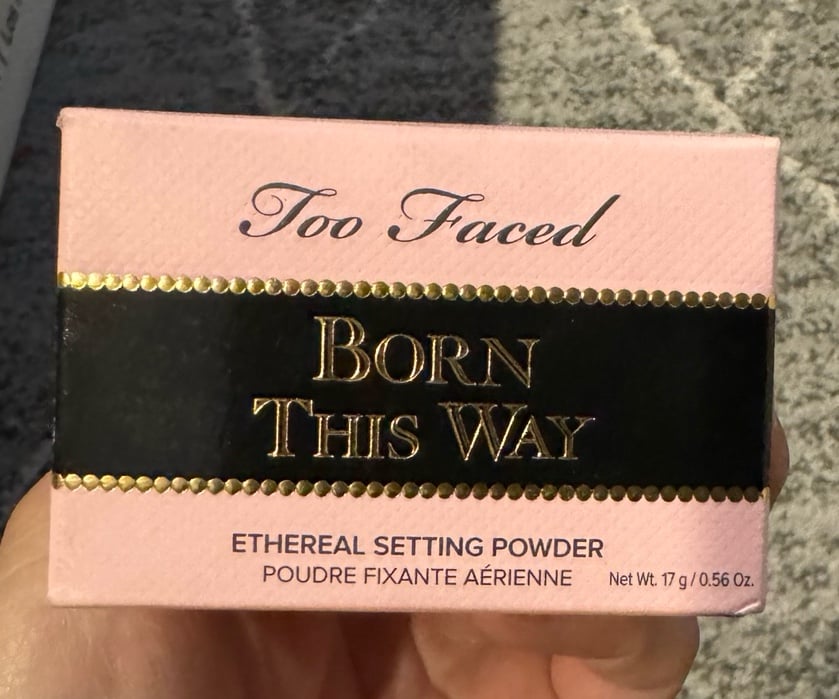 Too Faced
BORN
THIS WAY
ETHEREAL SETTING POWDER
POUDRE FIXANTE AÉRIENNE
Net Wt. 17 g / 0.56 Oz.